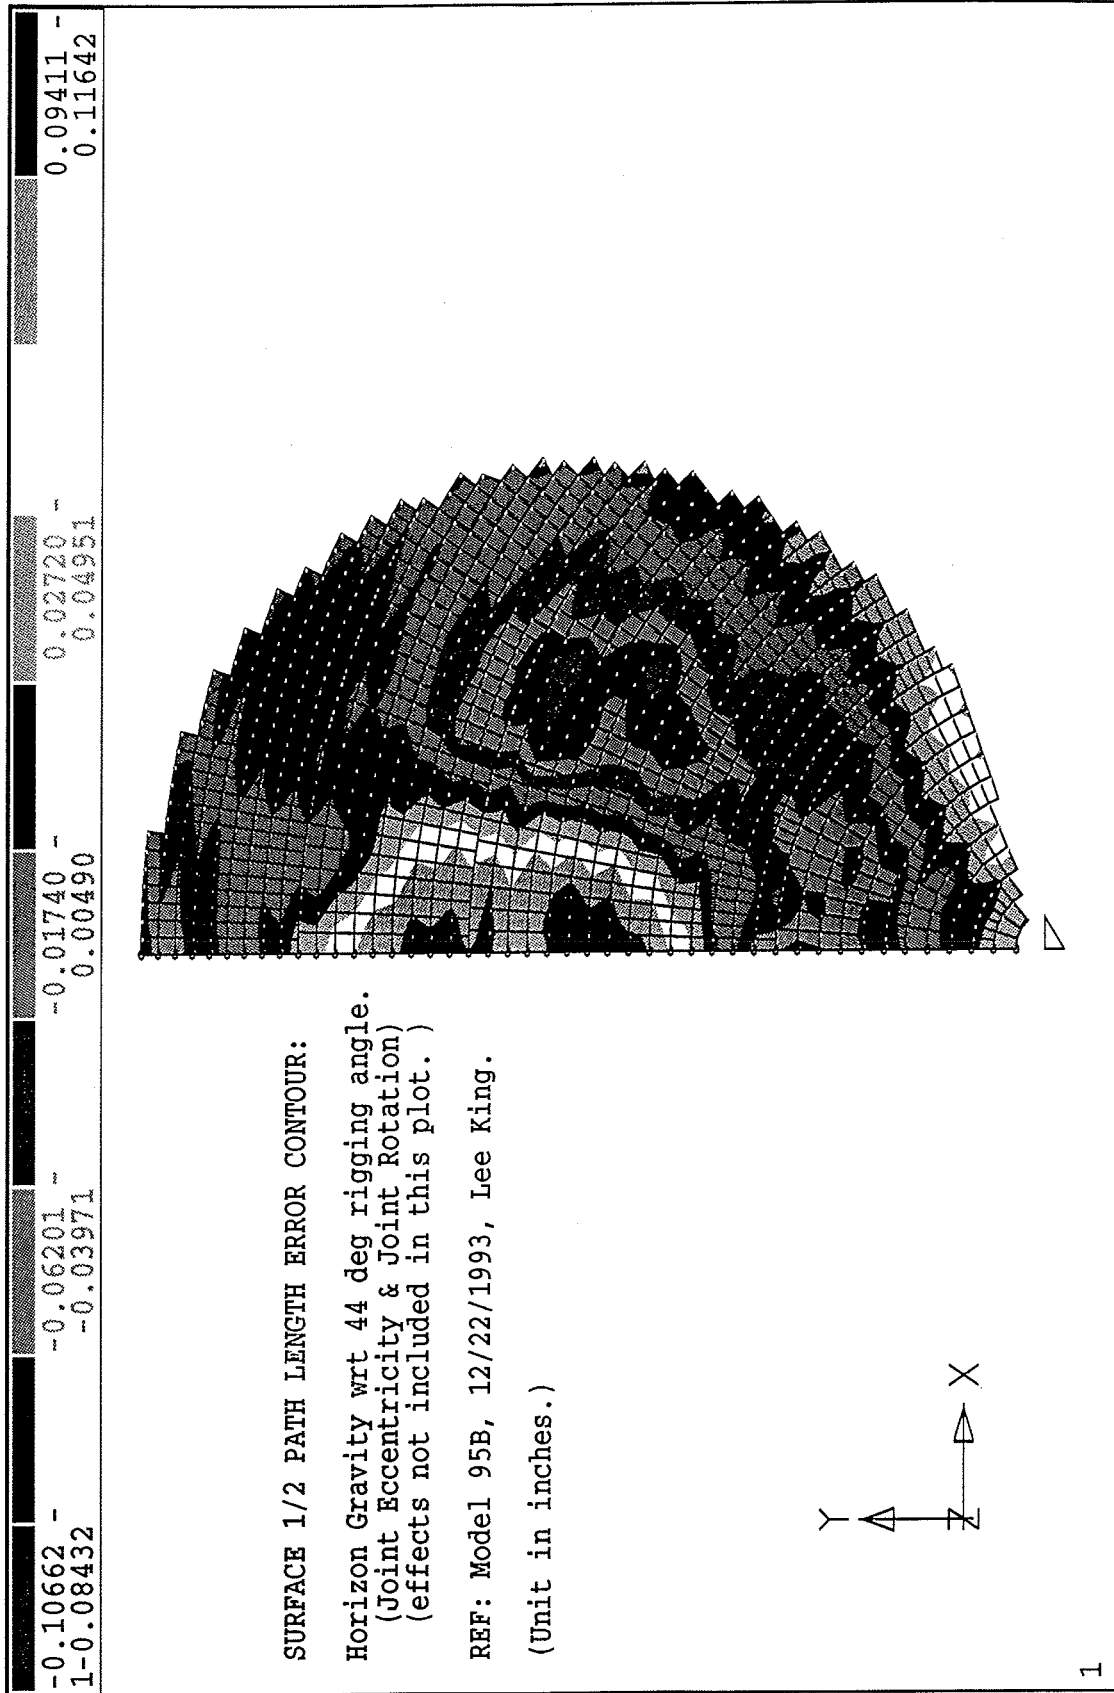 -0.10662 -
1-0.08432
-0.06201 -
-0.03971
-0.01740 -
0.00490
0.02720 -
0.04951
0.09411 -
0.11642
SURFACE 1/2 PATH LENGTH ERROR CONTOUR:
Horizon Gravity wrt 44 deg rigging angle.
(Joint Eccentricity & Joint Rotation)
(effects not included in this plot. )
REF: Model 95B, 12/22/1993, Lee King.
(Unit in inches.)
Y
Z
X
1